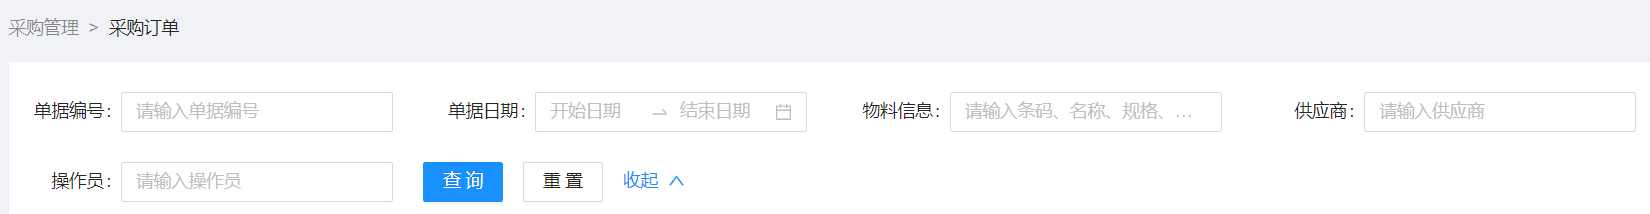 采购管理 > 采购订单
单据编号: 请输入单据编号 单据日期: 开始日期 → 结束日期 物料信息: 请输入条码、名称、规格、... 供应商: 请输入供应商
操作员: 请输入操作员 查 询 重 置 收起